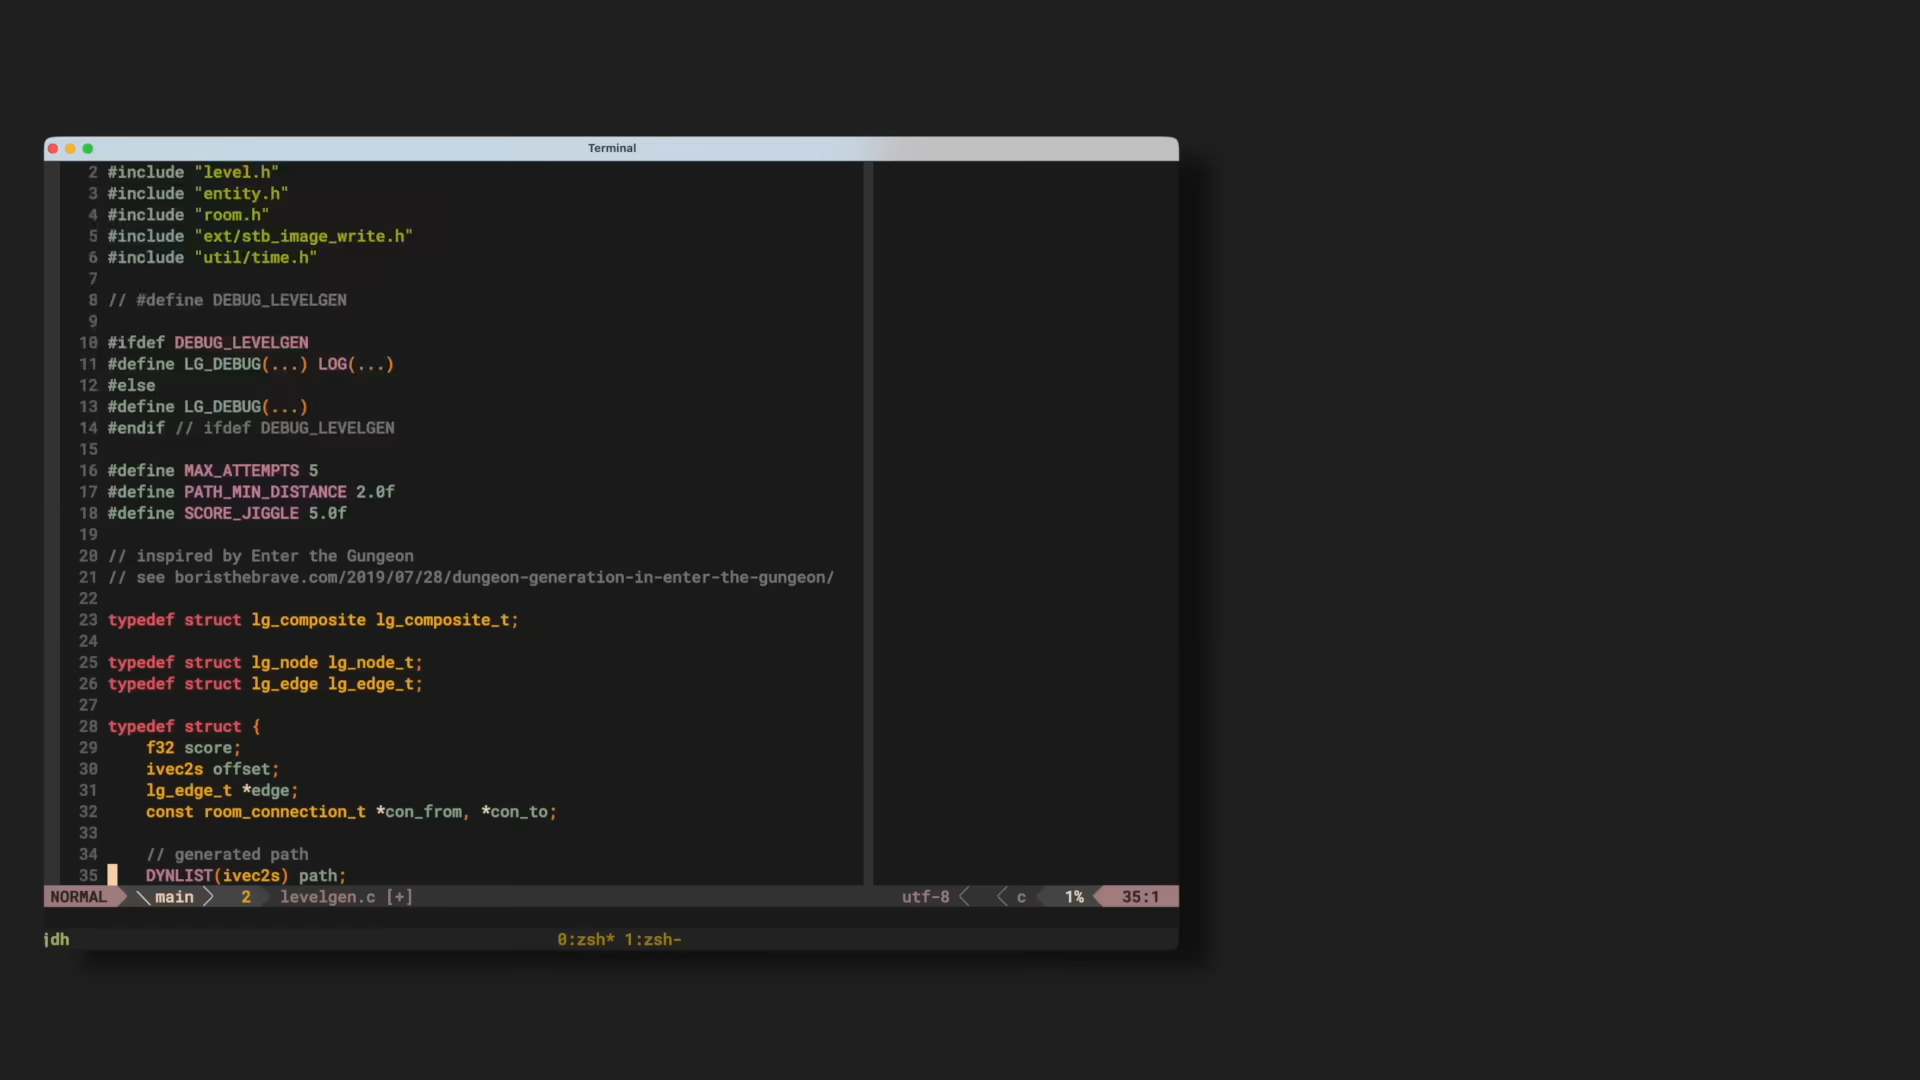 Terminal
2 #include "level.h"
3 #include "entity.h"
4 #include "room.h"
5 #include "ext/stb_image_write.h"
6 #include "util/time.h"
7
8 // #define DEBUG_LEVELGEN
9
10 #ifdef DEBUG_LEVELGEN
11 #define LG_DEBUG(...) LOG(...)
12 #else
13 #define LG_DEBUG(...)
14 #endif // ifdef DEBUG_LEVELGEN
15
16 #define MAX_ATTEMPTS 5
17 #define PATH_MIN_DISTANCE 2.0f
18 #define SCORE_JIGGLE 5.0f
19
20 // inspired by Enter the Gungeon
21 // see boristhebrave.com/2019/07/28/dungeon-generation-in-enter-the-gungeon/
22
23 typedef struct lg_composite lg_composite_t;
24
25 typedef struct lg_node lg_node_t;
26 typedef struct lg_edge lg_edge_t;
27
28 typedef struct {
29     f32 score;
30     ivec2s offset;
31     lg_edge_t *edge;
32     const room_connection_t *con_from, *con_to;
33
34     // generated path
35     DYNLIST(ivec2s) path;
NORMAL main 2 levelgen.c [+] utf-8 c 1% 35:1
jdh 0:zsh* 1:zsh-